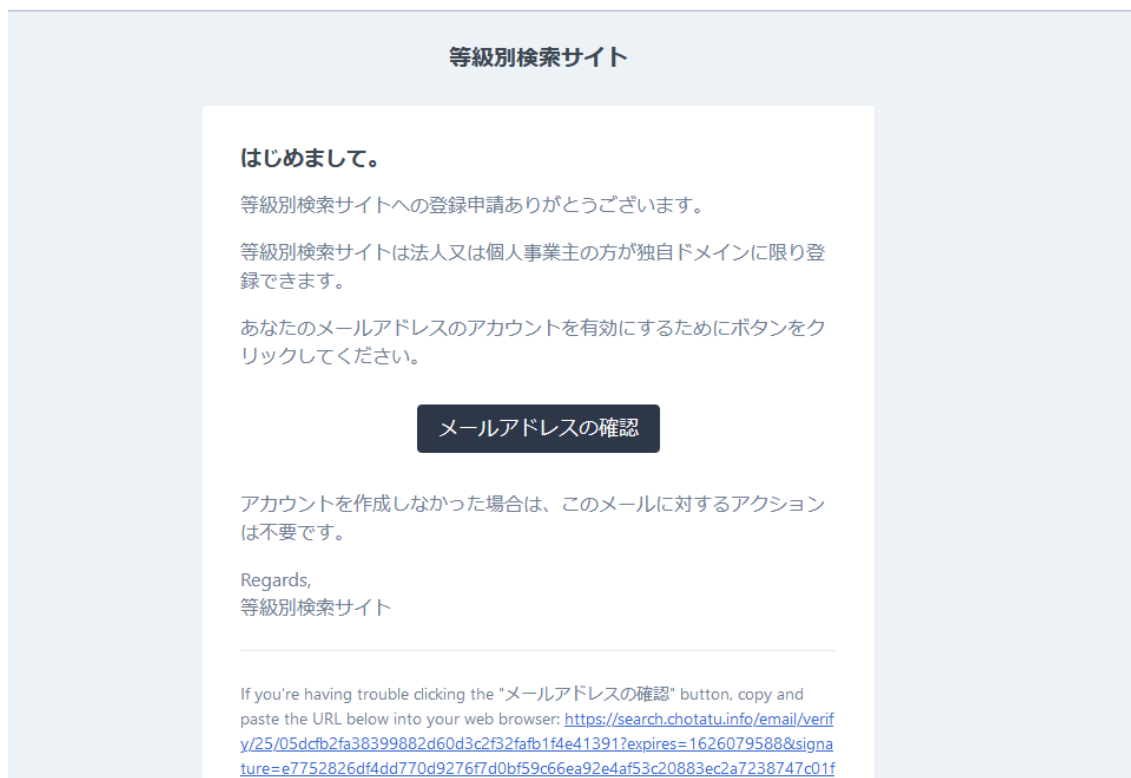 等級別検索サイト
はじめまして。
等級別検索サイトへの登録申請ありがとうございます。
等級別検索サイトは法人又は個人事業主の方が独自ドメインに限り登
録できます。
あなたのメールアドレスのアカウントを有効にするためにボタンをク
リックしてください。
メールアドレスの確認
アカウントを作成しなかった場合は、このメールに対するアクション
は不要です。
Regards,
等級別検索サイト
If you're having trouble clicking the "メールアドレスの確認" button, copy and
paste the URL below into your web browser: https://search.chotatu.info/email/verif
y/25/05dcfb2fa38399882d60d3c2f32fafb1f4e41391?expires=1626079588&signa
ture=e7752826df4dd770d9276f7d0bf59c66ea92e4af53c20883ec2a7238747c01f